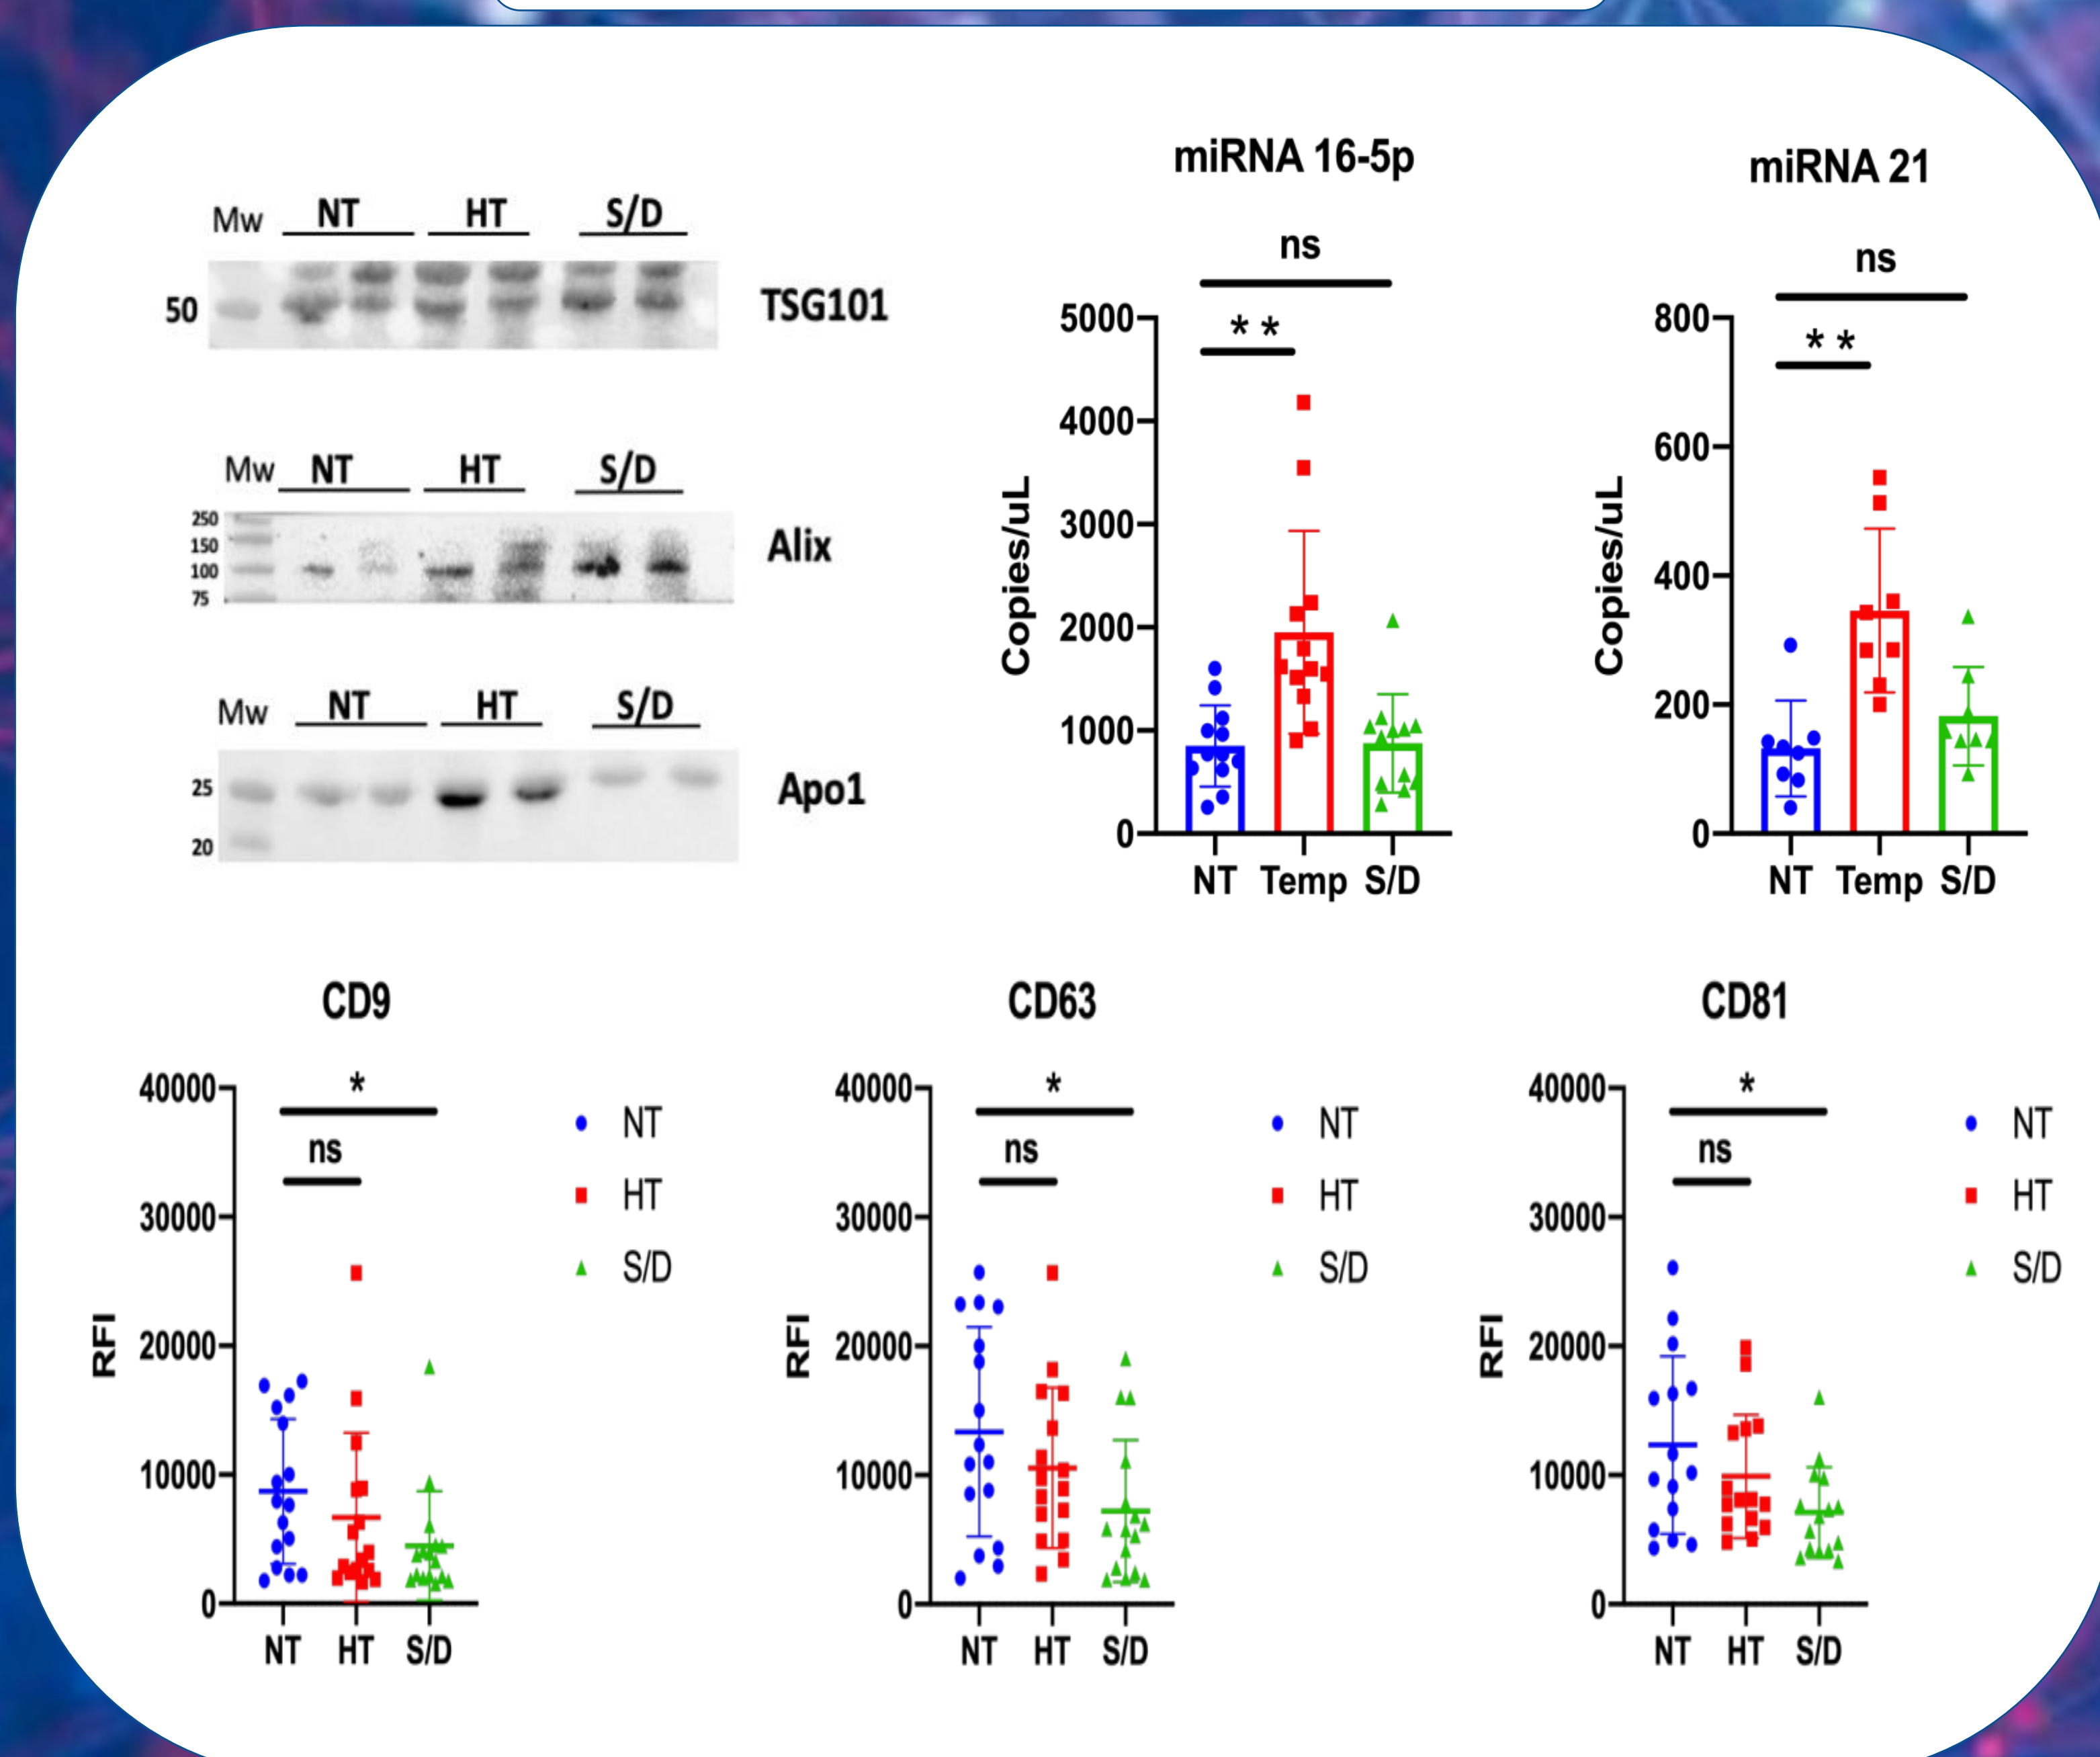 Mw NT HT S/D
50
TSG101
Mw NT HT S/D
250
150
100
75
Alix
Mw NT HT S/D
25
20
Apo1
miRNA 16-5p
ns
**
Copies/uL
5000
4000
3000
2000
1000
0
NT Temp S/D
miRNA 21
ns
**
Copies/uL
800
600
400
200
0
NT Temp S/D
CD9
*
ns
RFI
40000
30000
20000
10000
0
NT HT S/D
NT
HT
S/D
CD63
*
ns
RFI
40000
30000
20000
10000
0
NT HT S/D
NT
HT
S/D
CD81
*
ns
RFI
40000
30000
20000
10000
0
NT HT S/D
NT
HT
S/D